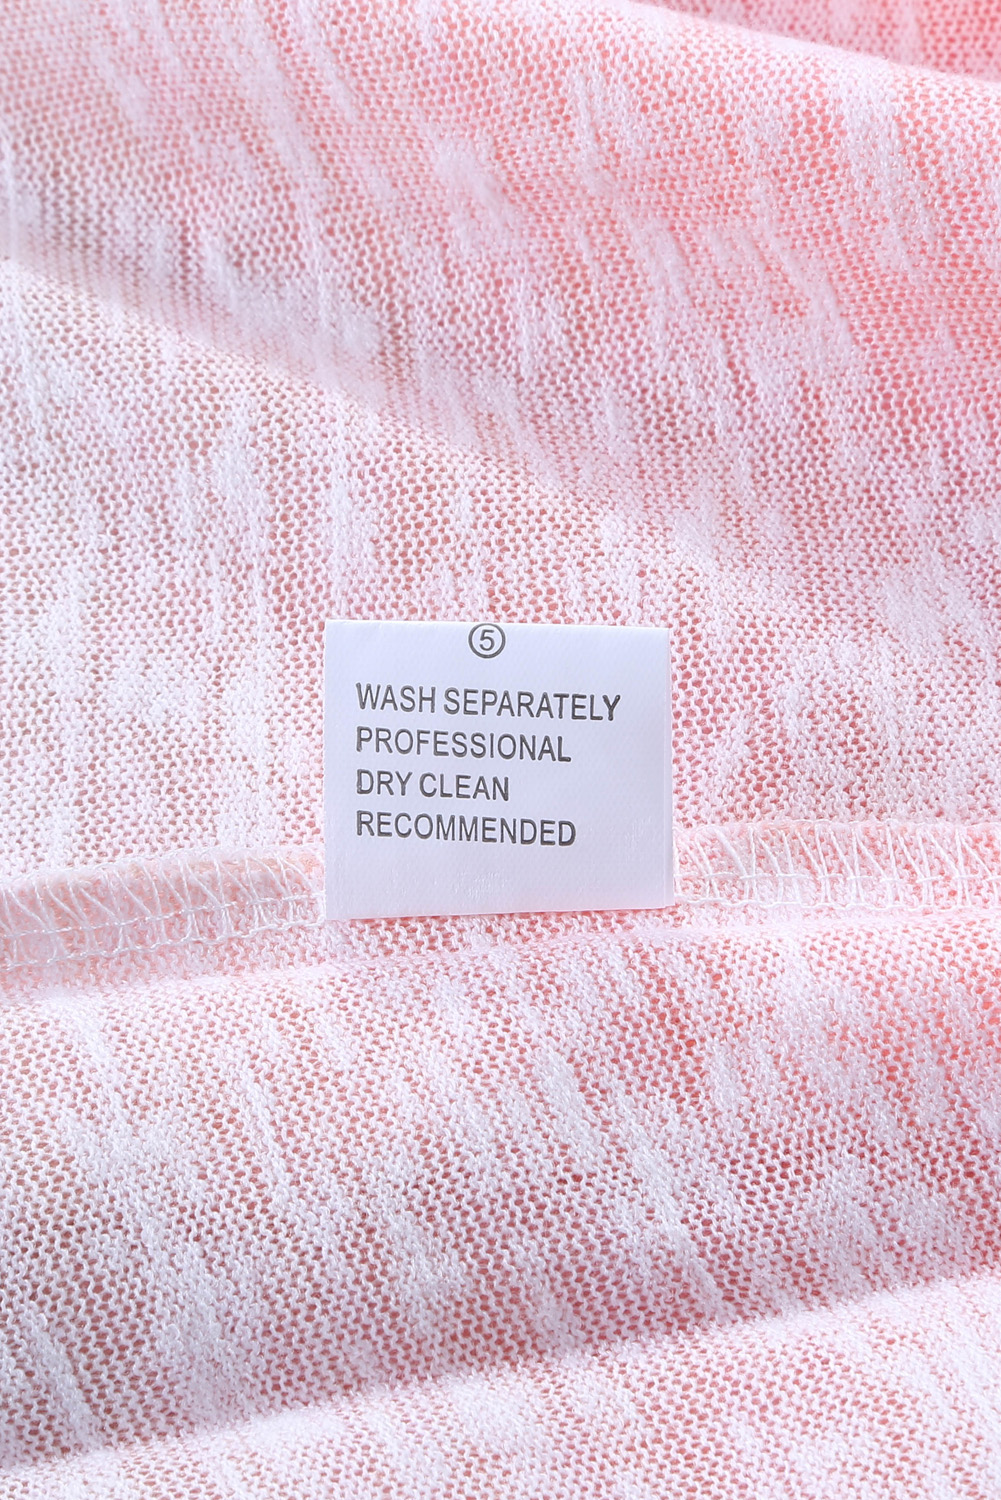 ⑤
WASH SEPARATELY
PROFESSIONAL
DRY CLEAN
RECOMMENDED